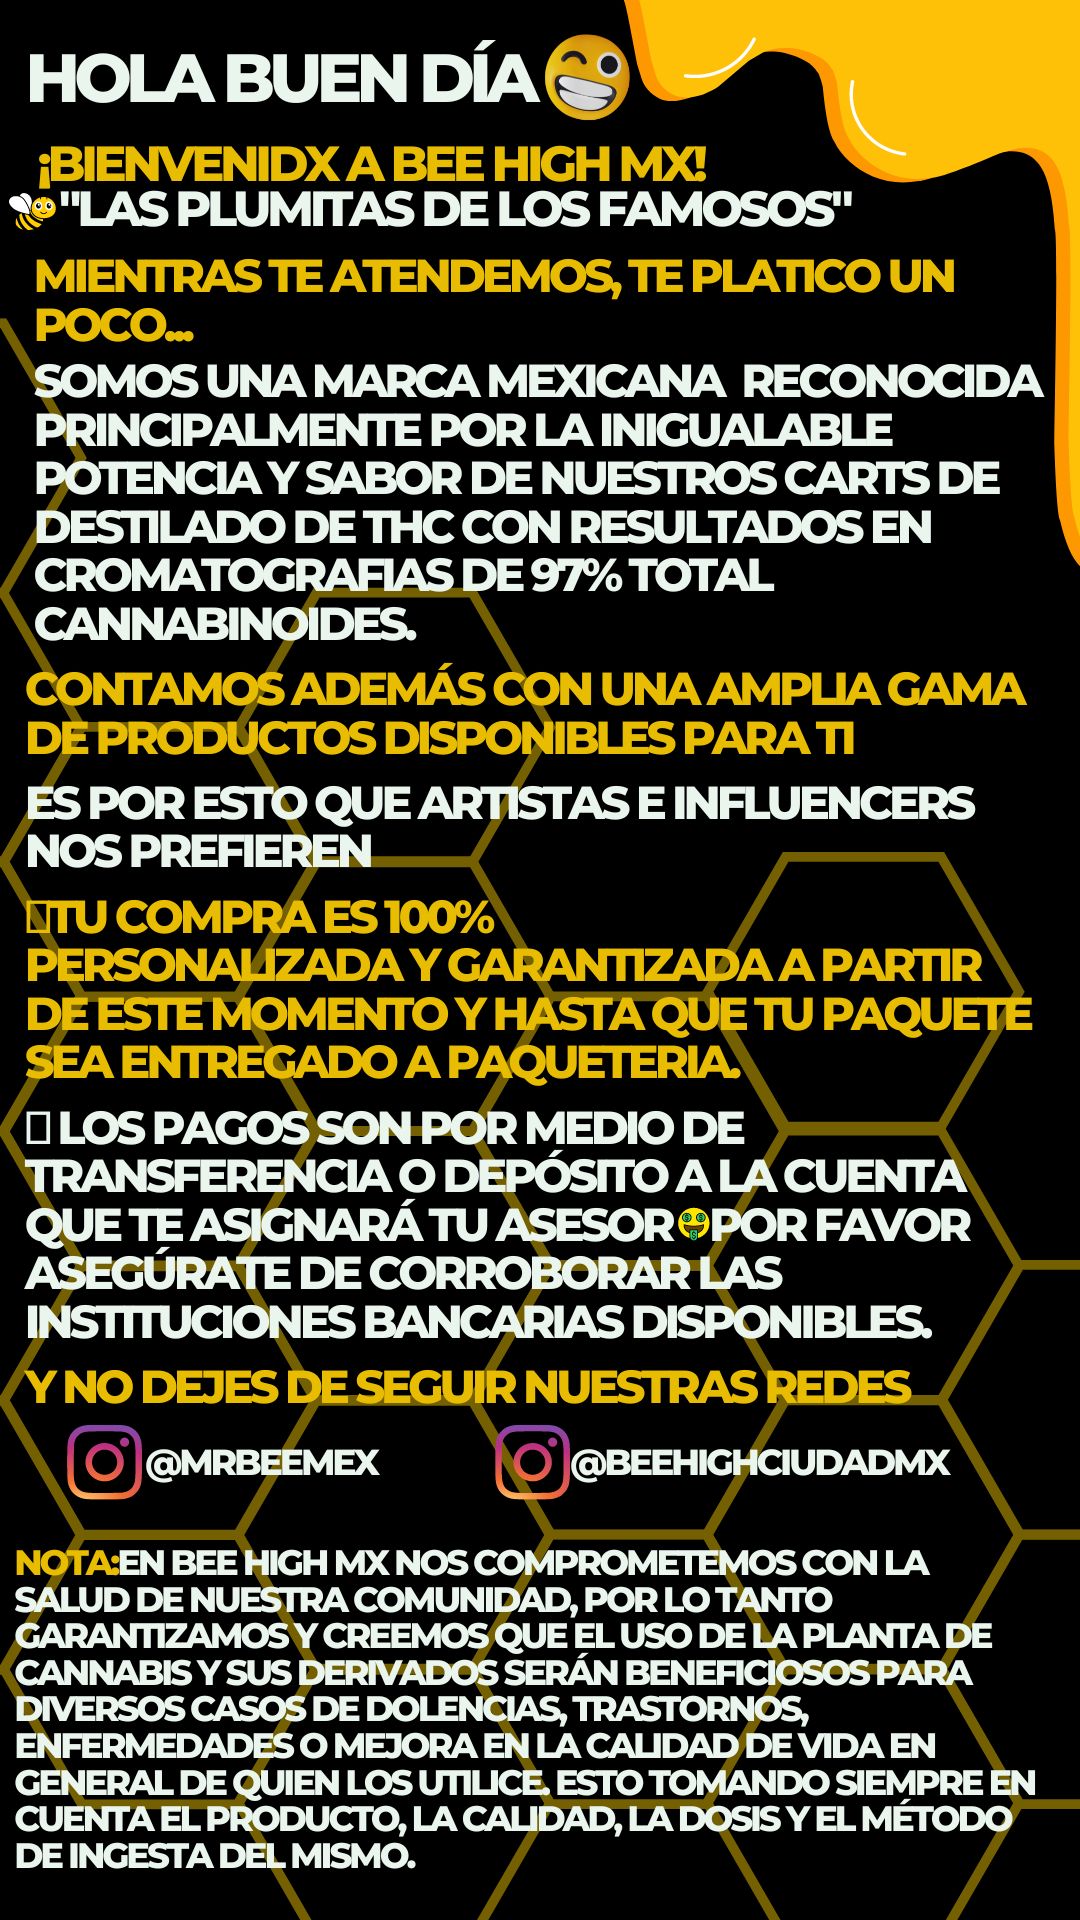 HOLA BUEN DÍA
¡BIENVENIDX A BEE HIGH MX!
"LAS PLUMITAS DE LOS FAMOSOS"
MIENTRAS TE ATENDEMOS, TE PLATICO UN
POCO...
SOMOS UNA MARCA MEXICANA RECONOCIDA
PRINCIPALMENTE POR LA INIGUALABLE
POTENCIA Y SABOR DE NUESTROS CARTS DE
DESTILADO DE THC CON RESULTADOS EN
CROMATOGRAFIAS DE 97% TOTAL
CANNABINOIDES.
CONTAMOS ADEMÁS CON UNA AMPLIA GAMA
DE PRODUCTOS DISPONIBLES PARA TI
ES POR ESTO QUE ARTISTAS E INFLUENCERS
NOS PREFIEREN
TU COMPRA ES 100%
PERSONALIZADA Y GARANTIZADA A PARTIR
DE ESTE MOMENTO Y HASTA QUE TU PAQUETE
SEA ENTREGADO A PAQUETERIA.
LOS PAGOS SON POR MEDIO DE
TRANSFERENCIA O DEPÓSITO A LA CUENTA
QUE TE ASIGNARÁ TU ASESOR POR FAVOR
ASEGÚRATE DE CORROBORAR LAS
INSTITUCIONES BANCARIAS DISPONIBLES.
Y NO DEJES DE SEGUIR NUESTRAS REDES
@MRBEEMEX @BEEHIGHCIUDADMX
NOTA:EN BEE HIGH MX NOS COMPROMETEMOS CON LA
SALUD DE NUESTRA COMUNIDAD, POR LO TANTO
GARANTIZAMOS Y CREEMOS QUE EL USO DE LA PLANTA DE
CANNABIS Y SUS DERIVADOS SERÁN BENEFICIOSOS PARA
DIVERSOS CASOS DE DOLENCIAS, TRASTORNOS,
ENFERMEDADES O MEJORA EN LA CALIDAD DE VIDA EN
GENERAL DE QUIEN LOS UTILICE. ESTO TOMANDO SIEMPRE EN
CUENTA EL PRODUCTO, LA CALIDAD, LA DOSIS Y EL MÉTODO
DE INGESTA DEL MISMO.